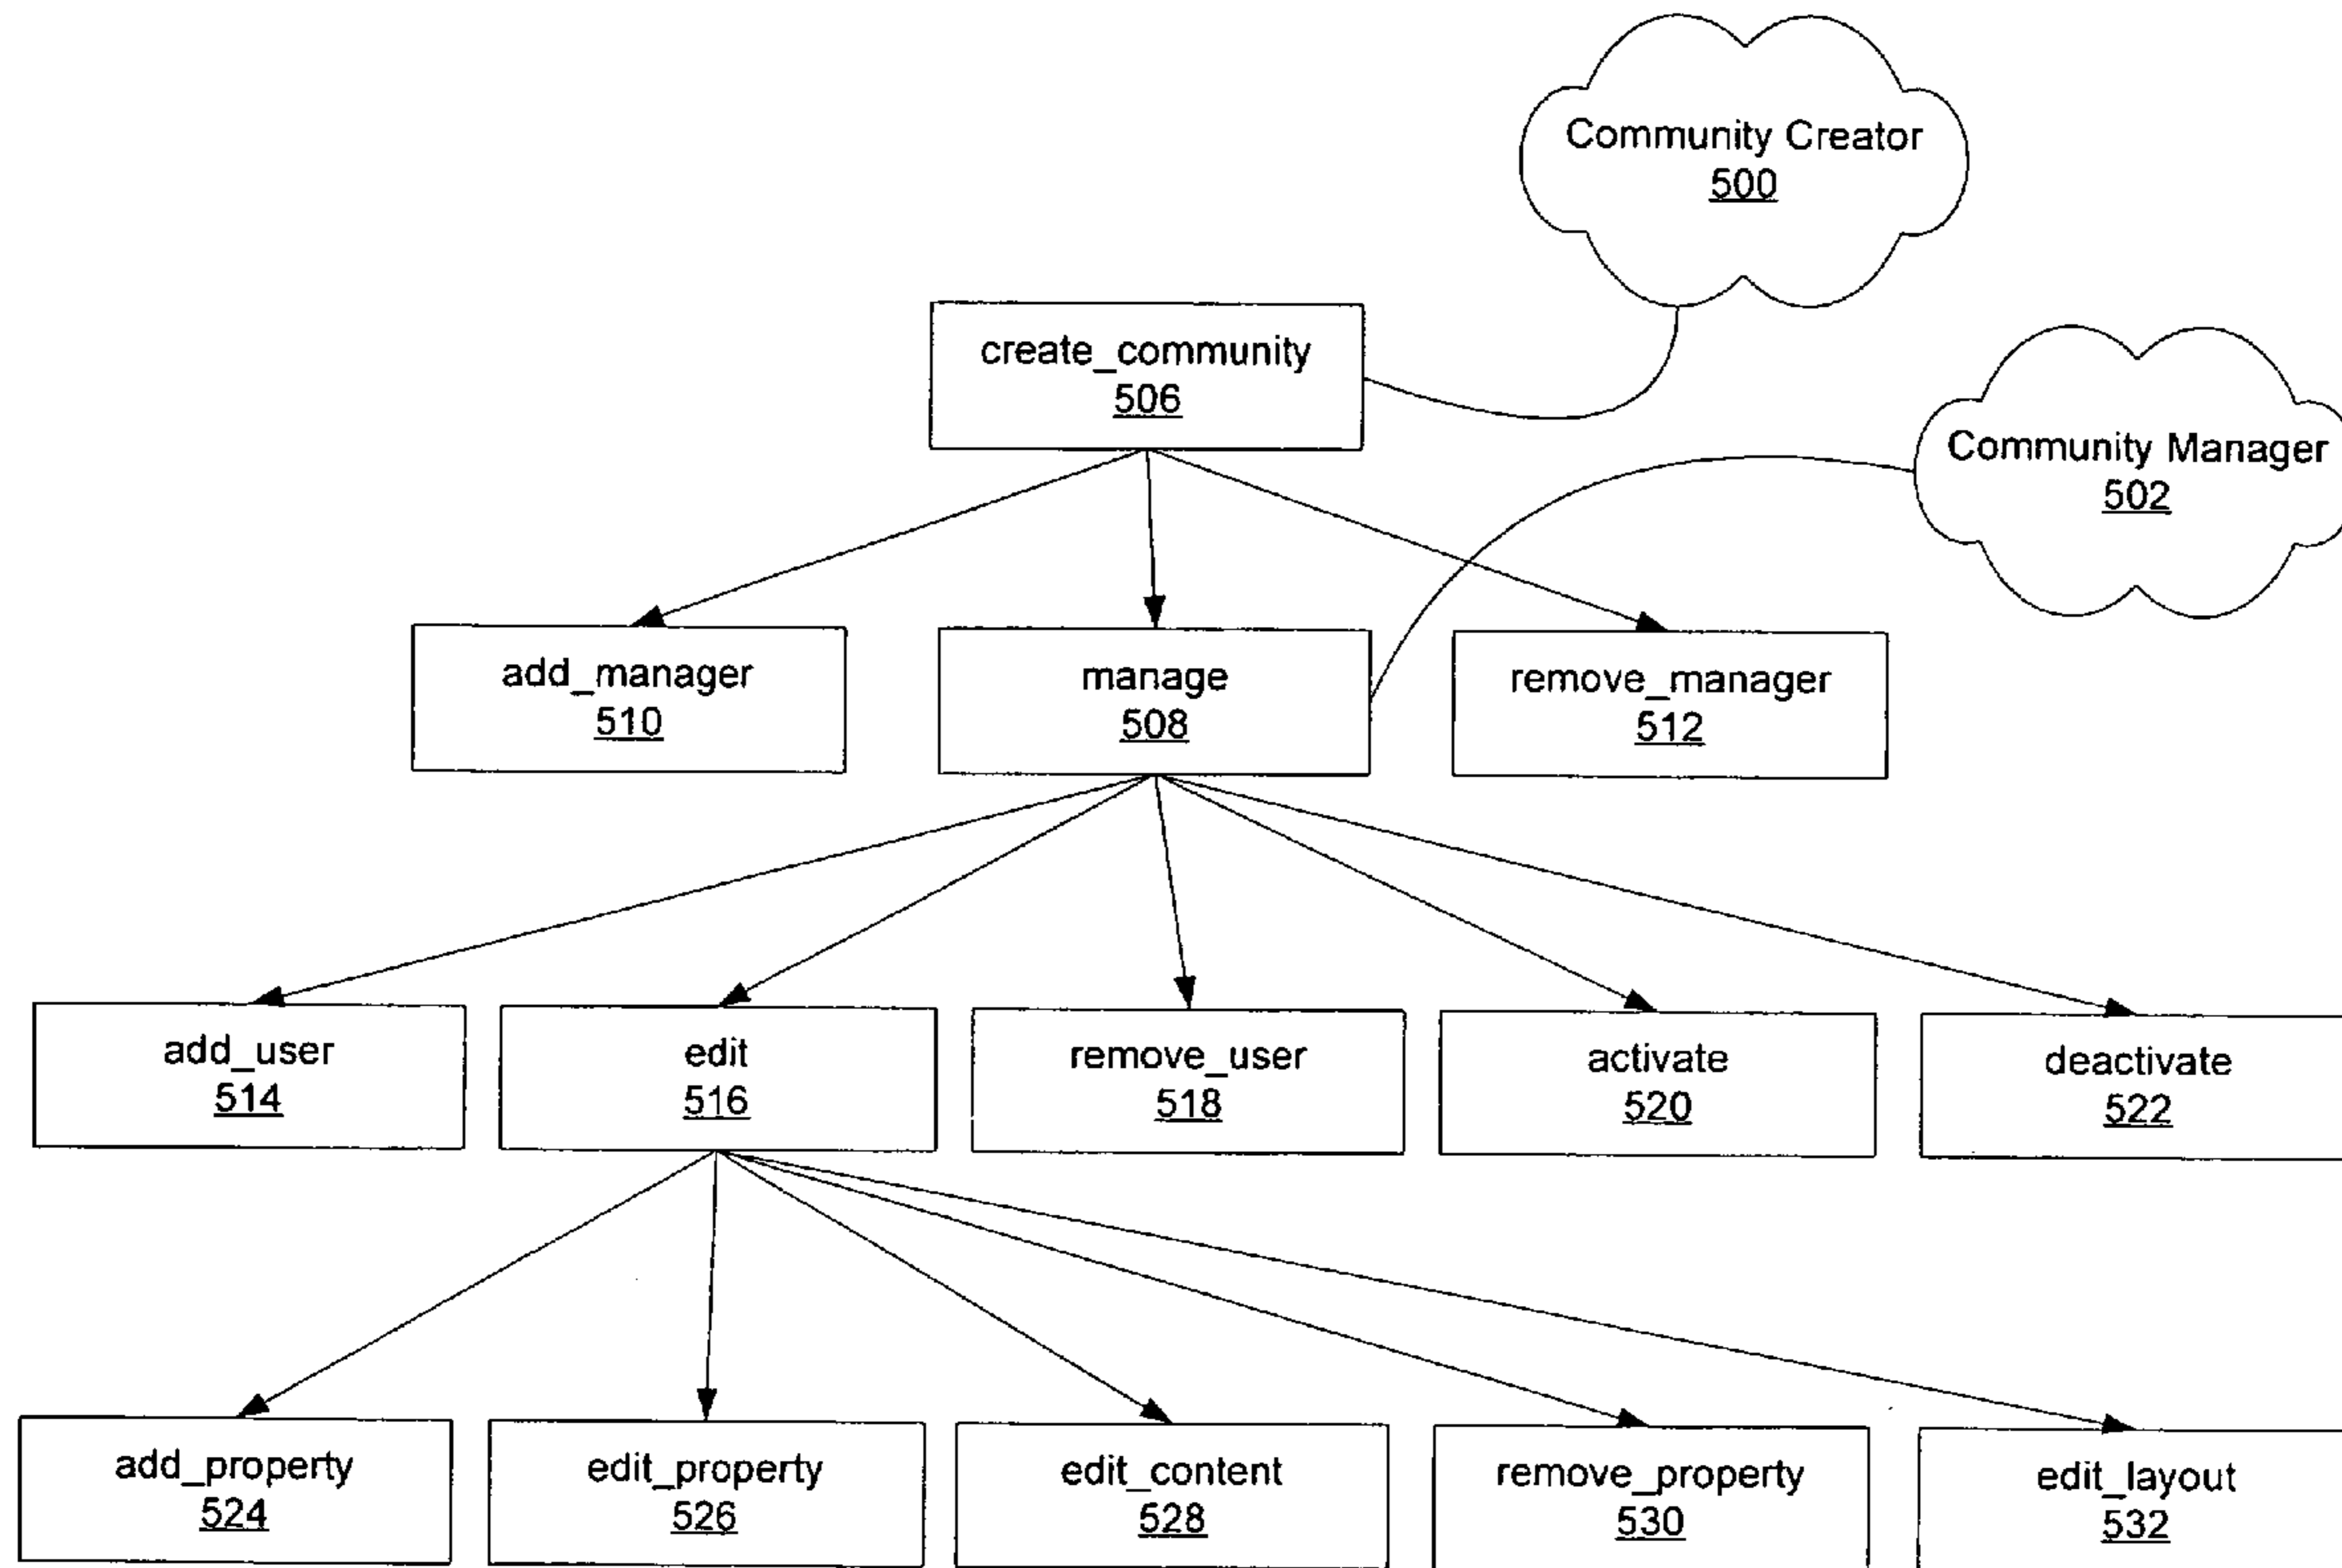 Community Creator
500
create_community
506
Community Manager
502
add_manager
510
manage
508
remove_manager
512
add_user
514
edit
516
remove_user
518
activate
520
deactivate
522
add_property
524
edit_property
526
edit_content
528
remove_property
530
edit_layout
532